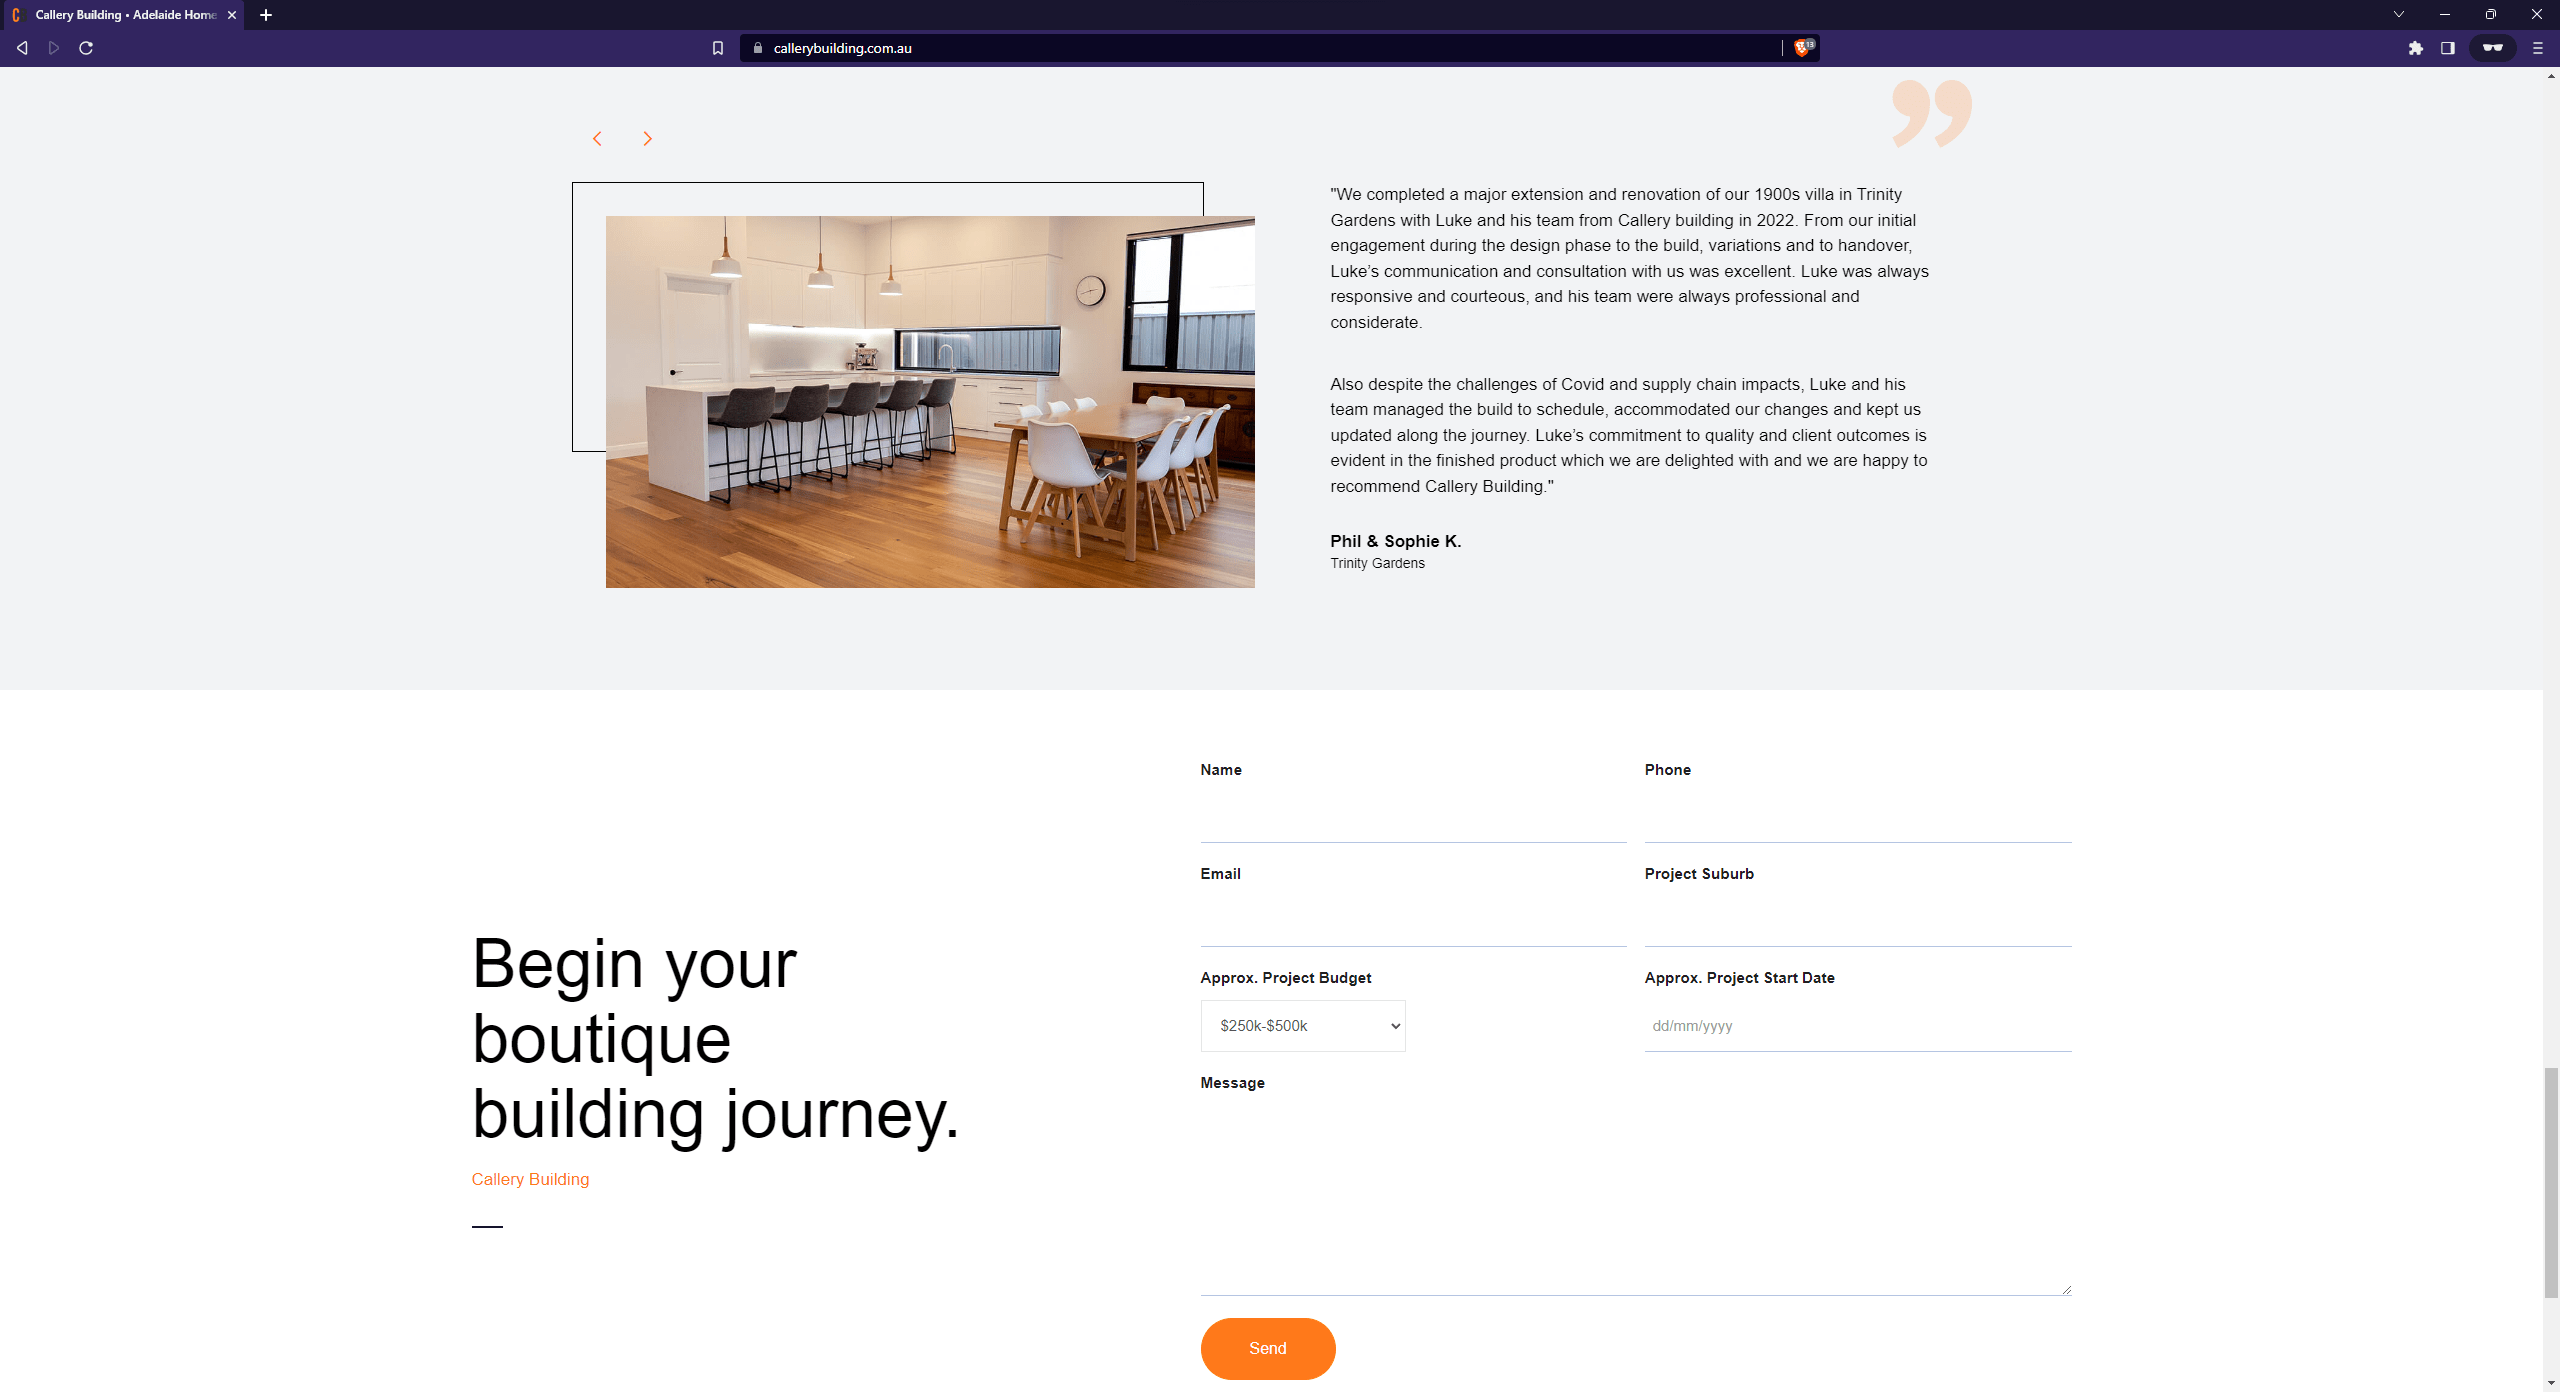 Callery Building • Adelaide Home
callerybuilding.com.au
13
"We completed a major extension and renovation of our 1900s villa in Trinity
Gardens with Luke and his team from Callery building in 2022. From our initial
engagement during the design phase to the build, variations and to handover,
Luke’s communication and consultation with us was excellent. Luke was always
responsive and courteous, and his team were always professional and
considerate.
Also despite the challenges of Covid and supply chain impacts, Luke and his
team managed the build to schedule, accommodated our changes and kept us
updated along the journey. Luke’s commitment to quality and client outcomes is
evident in the finished product which we are delighted with and we are happy to
recommend Callery Building."
Phil & Sophie K.
Trinity Gardens
Begin your
boutique
building journey.
Callery Building
Name
Phone
Email
Project Suburb
Approx. Project Budget
Approx. Project Start Date
$250k-$500k
dd/mm/yyyy
Message
Send